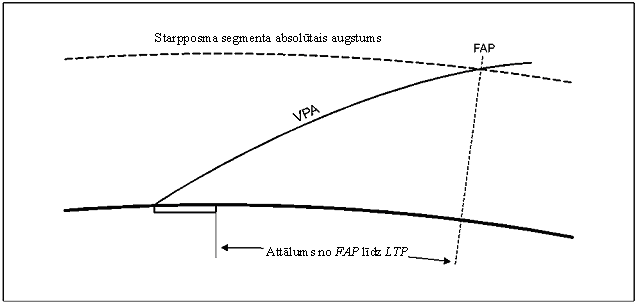 Starpposma segmenta absolūtais augstums
FAP
VPA
Attālums no FAP līdz LTP